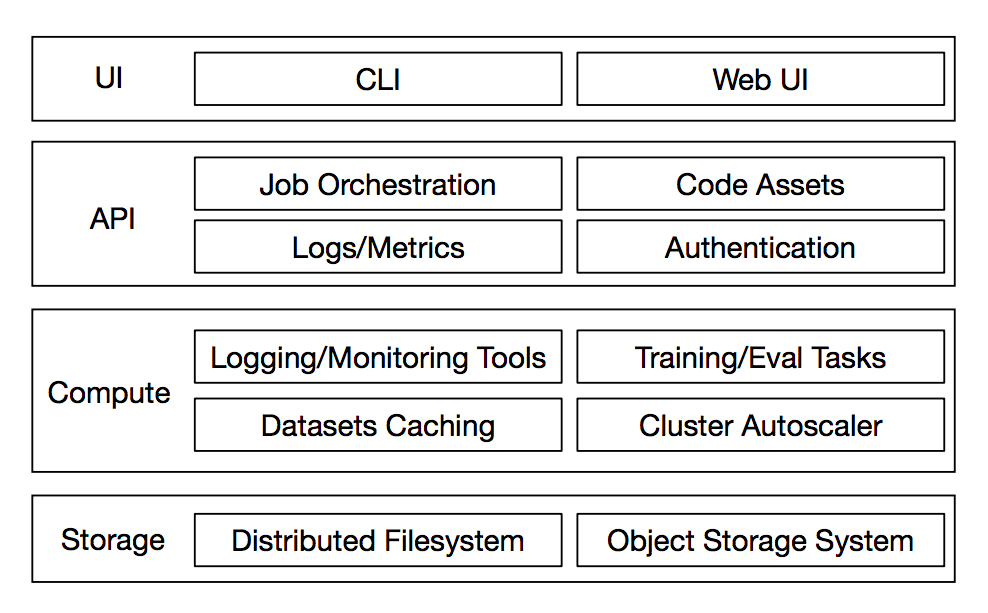 UI
CLI
Web UI
API
Job Orchestration
Code Assets
Logs/Metrics
Authentication
Compute
Logging/Monitoring Tools
Training/Eval Tasks
Datasets Caching
Cluster Autoscaler
Storage
Distributed Filesystem
Object Storage System